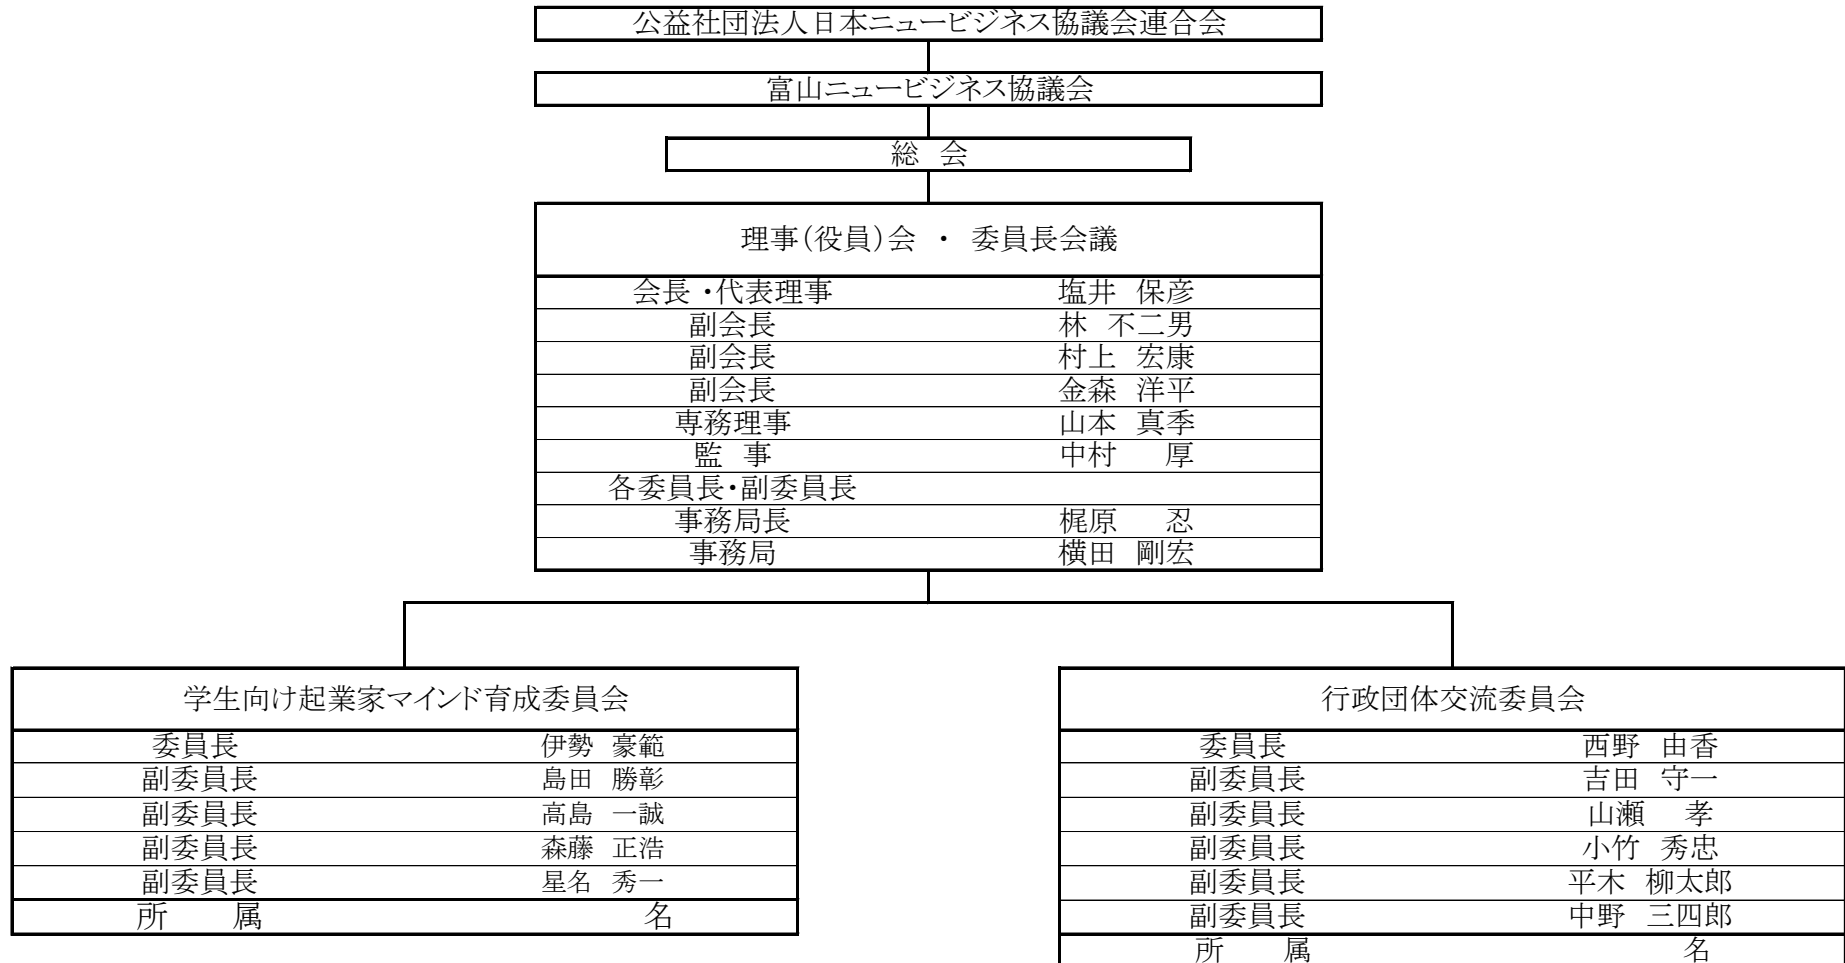 公益社団法人日本ニュービジネス協議会連合会
富山ニュービジネス協議会
総 会
理事(役員)会 ・ 委員長会議
会長・代表理事 塩井 保彦
副会長 林 不二男
副会長 村上 宏康
副会長 金森 洋平
専務理事 山本 真季
監 事 中村 厚
各委員長・副委員長
事務局長 梶原 忍
事務局 横田 剛宏
学生向け起業家マインド育成委員会
委員長 伊勢 豪範
副委員長 島田 勝彰
副委員長 高島 一誠
副委員長 森藤 正浩
副委員長 星名 秀一
所 属 名
行政団体交流委員会
委員長 西野 由香
副委員長 吉田 守一
副委員長 山瀬 孝
副委員長 小竹 秀忠
副委員長 平木 柳太郎
副委員長 中野 三四郎
所 属 名